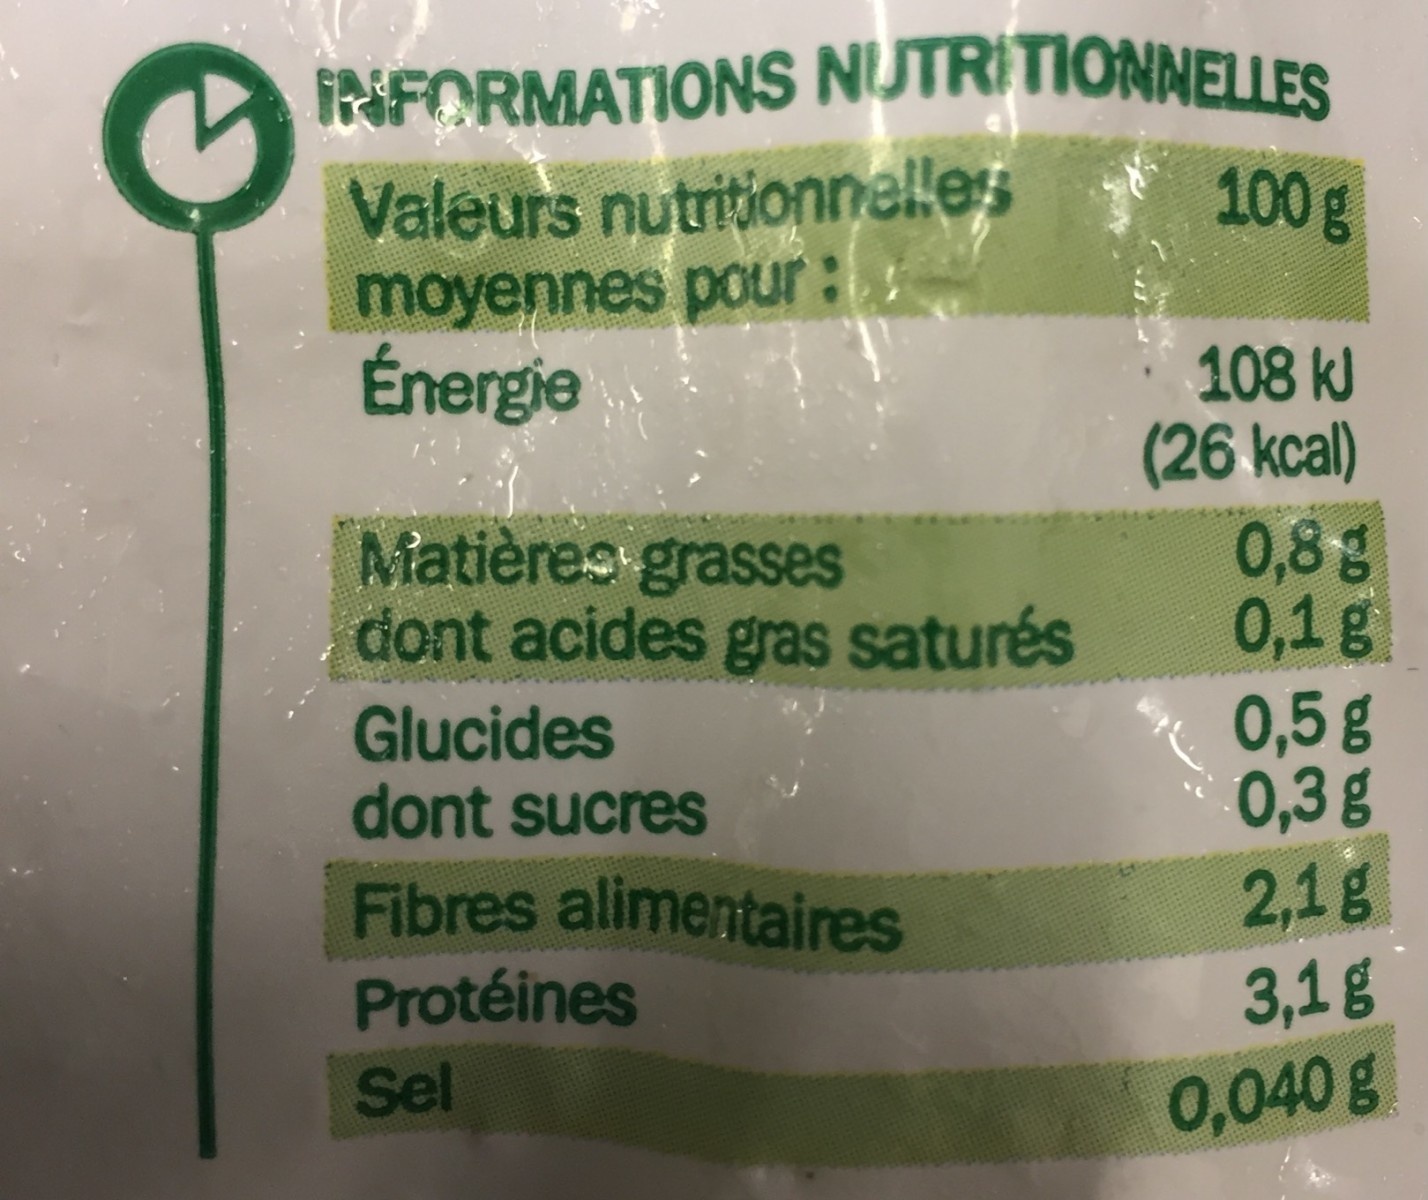 INFORMATIONS NUTRITIONNELLES
Valeurs nutritionnelles 100 g
moyennes pour :
Énergie 108 kJ
(26 kcal)
Matières grasses 0,8 g
dont acides gras saturés 0,1 g
Glucides 0,5 g
dont sucres 0,3 g
Fibres alimentaires 2,1 g
Protéines 3,1 g
Sel 0,040 g